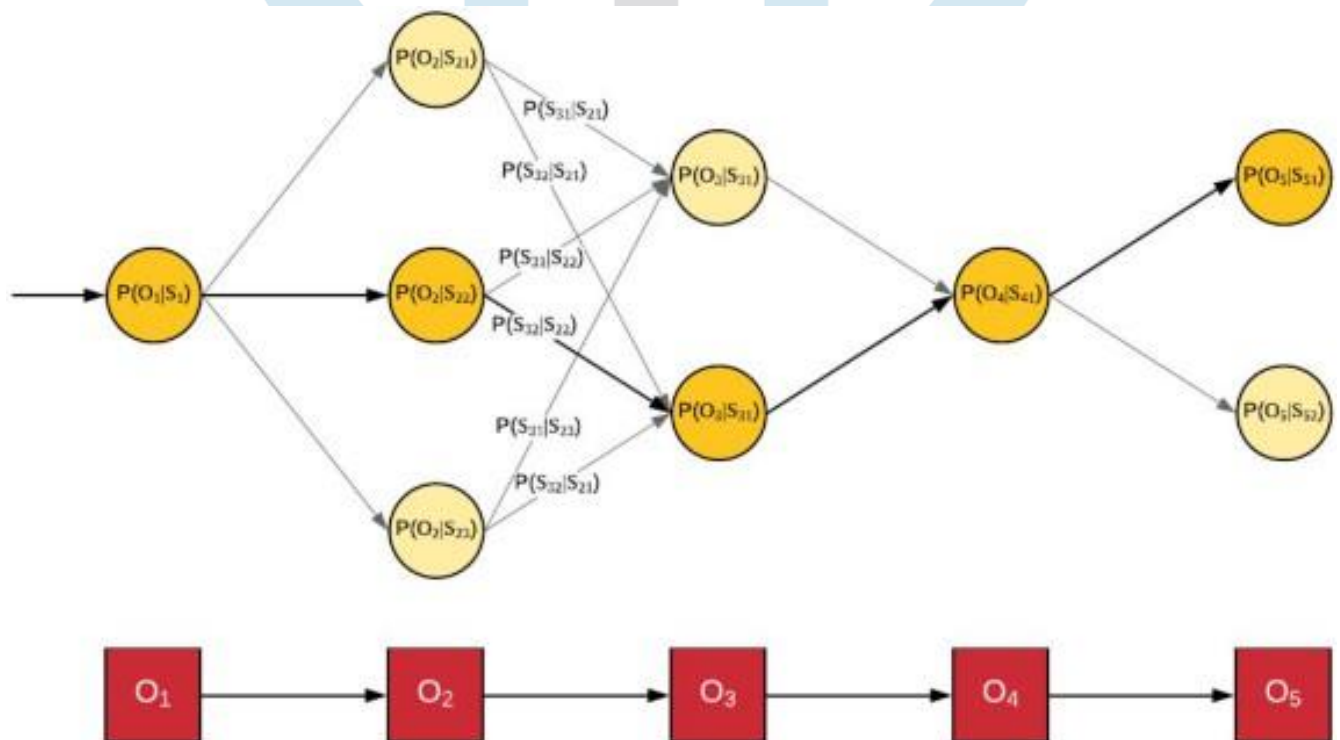 P(O₂|S₂₁)
P(S₃₁|S₂₁)
P(S₃₂|S₂₁)
P(O₃|S₃₁)
P(O₅|S₅₁)
P(S₃₁|S₂₂)
P(O₁|S₁)
P(O₂|S₂₂)
P(O₄|S₄₁)
P(S₃₂|S₂₂)
P(O₃|S₃₁)
P(O₅|S₅₂)
P(S₃₁|S₂₃)
P(S₃₂|S₂₁)
P(O₂|S₂₃)
O₁
O₂
O₃
O₄
O₅